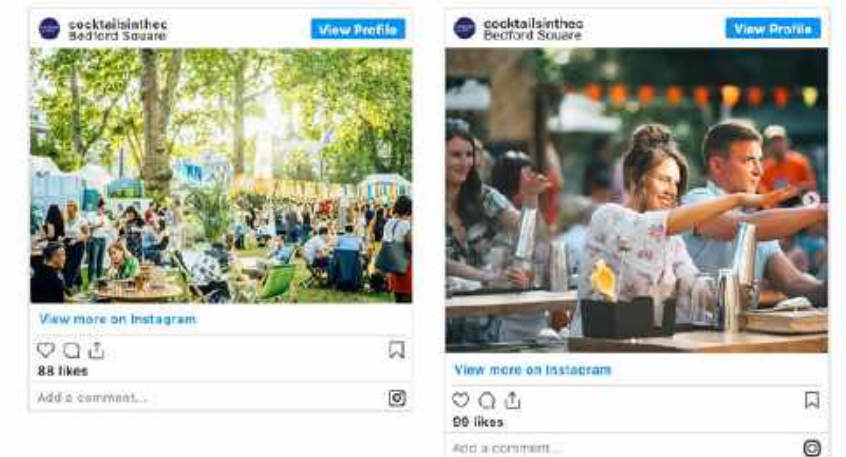 cocktailsinthec
Bedford Square
View Profile
View more on Instagram
88 likes
Add a comment...
cocktailsinthec
Bedford Square
View Profile
View more on Instagram
99 likes
Add a comment...